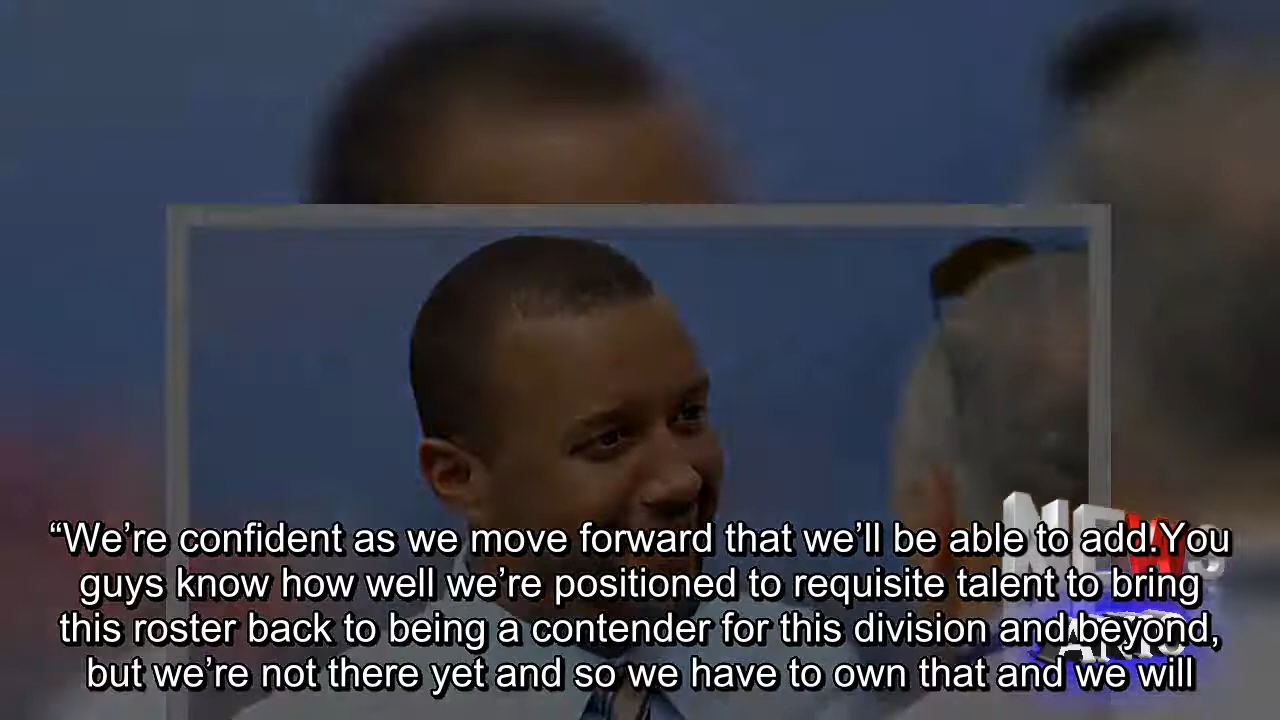 “We’re confident as we move forward that we’ll be able to add.You
guys know how well we’re positioned to requisite talent to bring
this roster back to being a contender for this division and beyond,
but we’re not there yet and so we have to own that and we will
NEWS